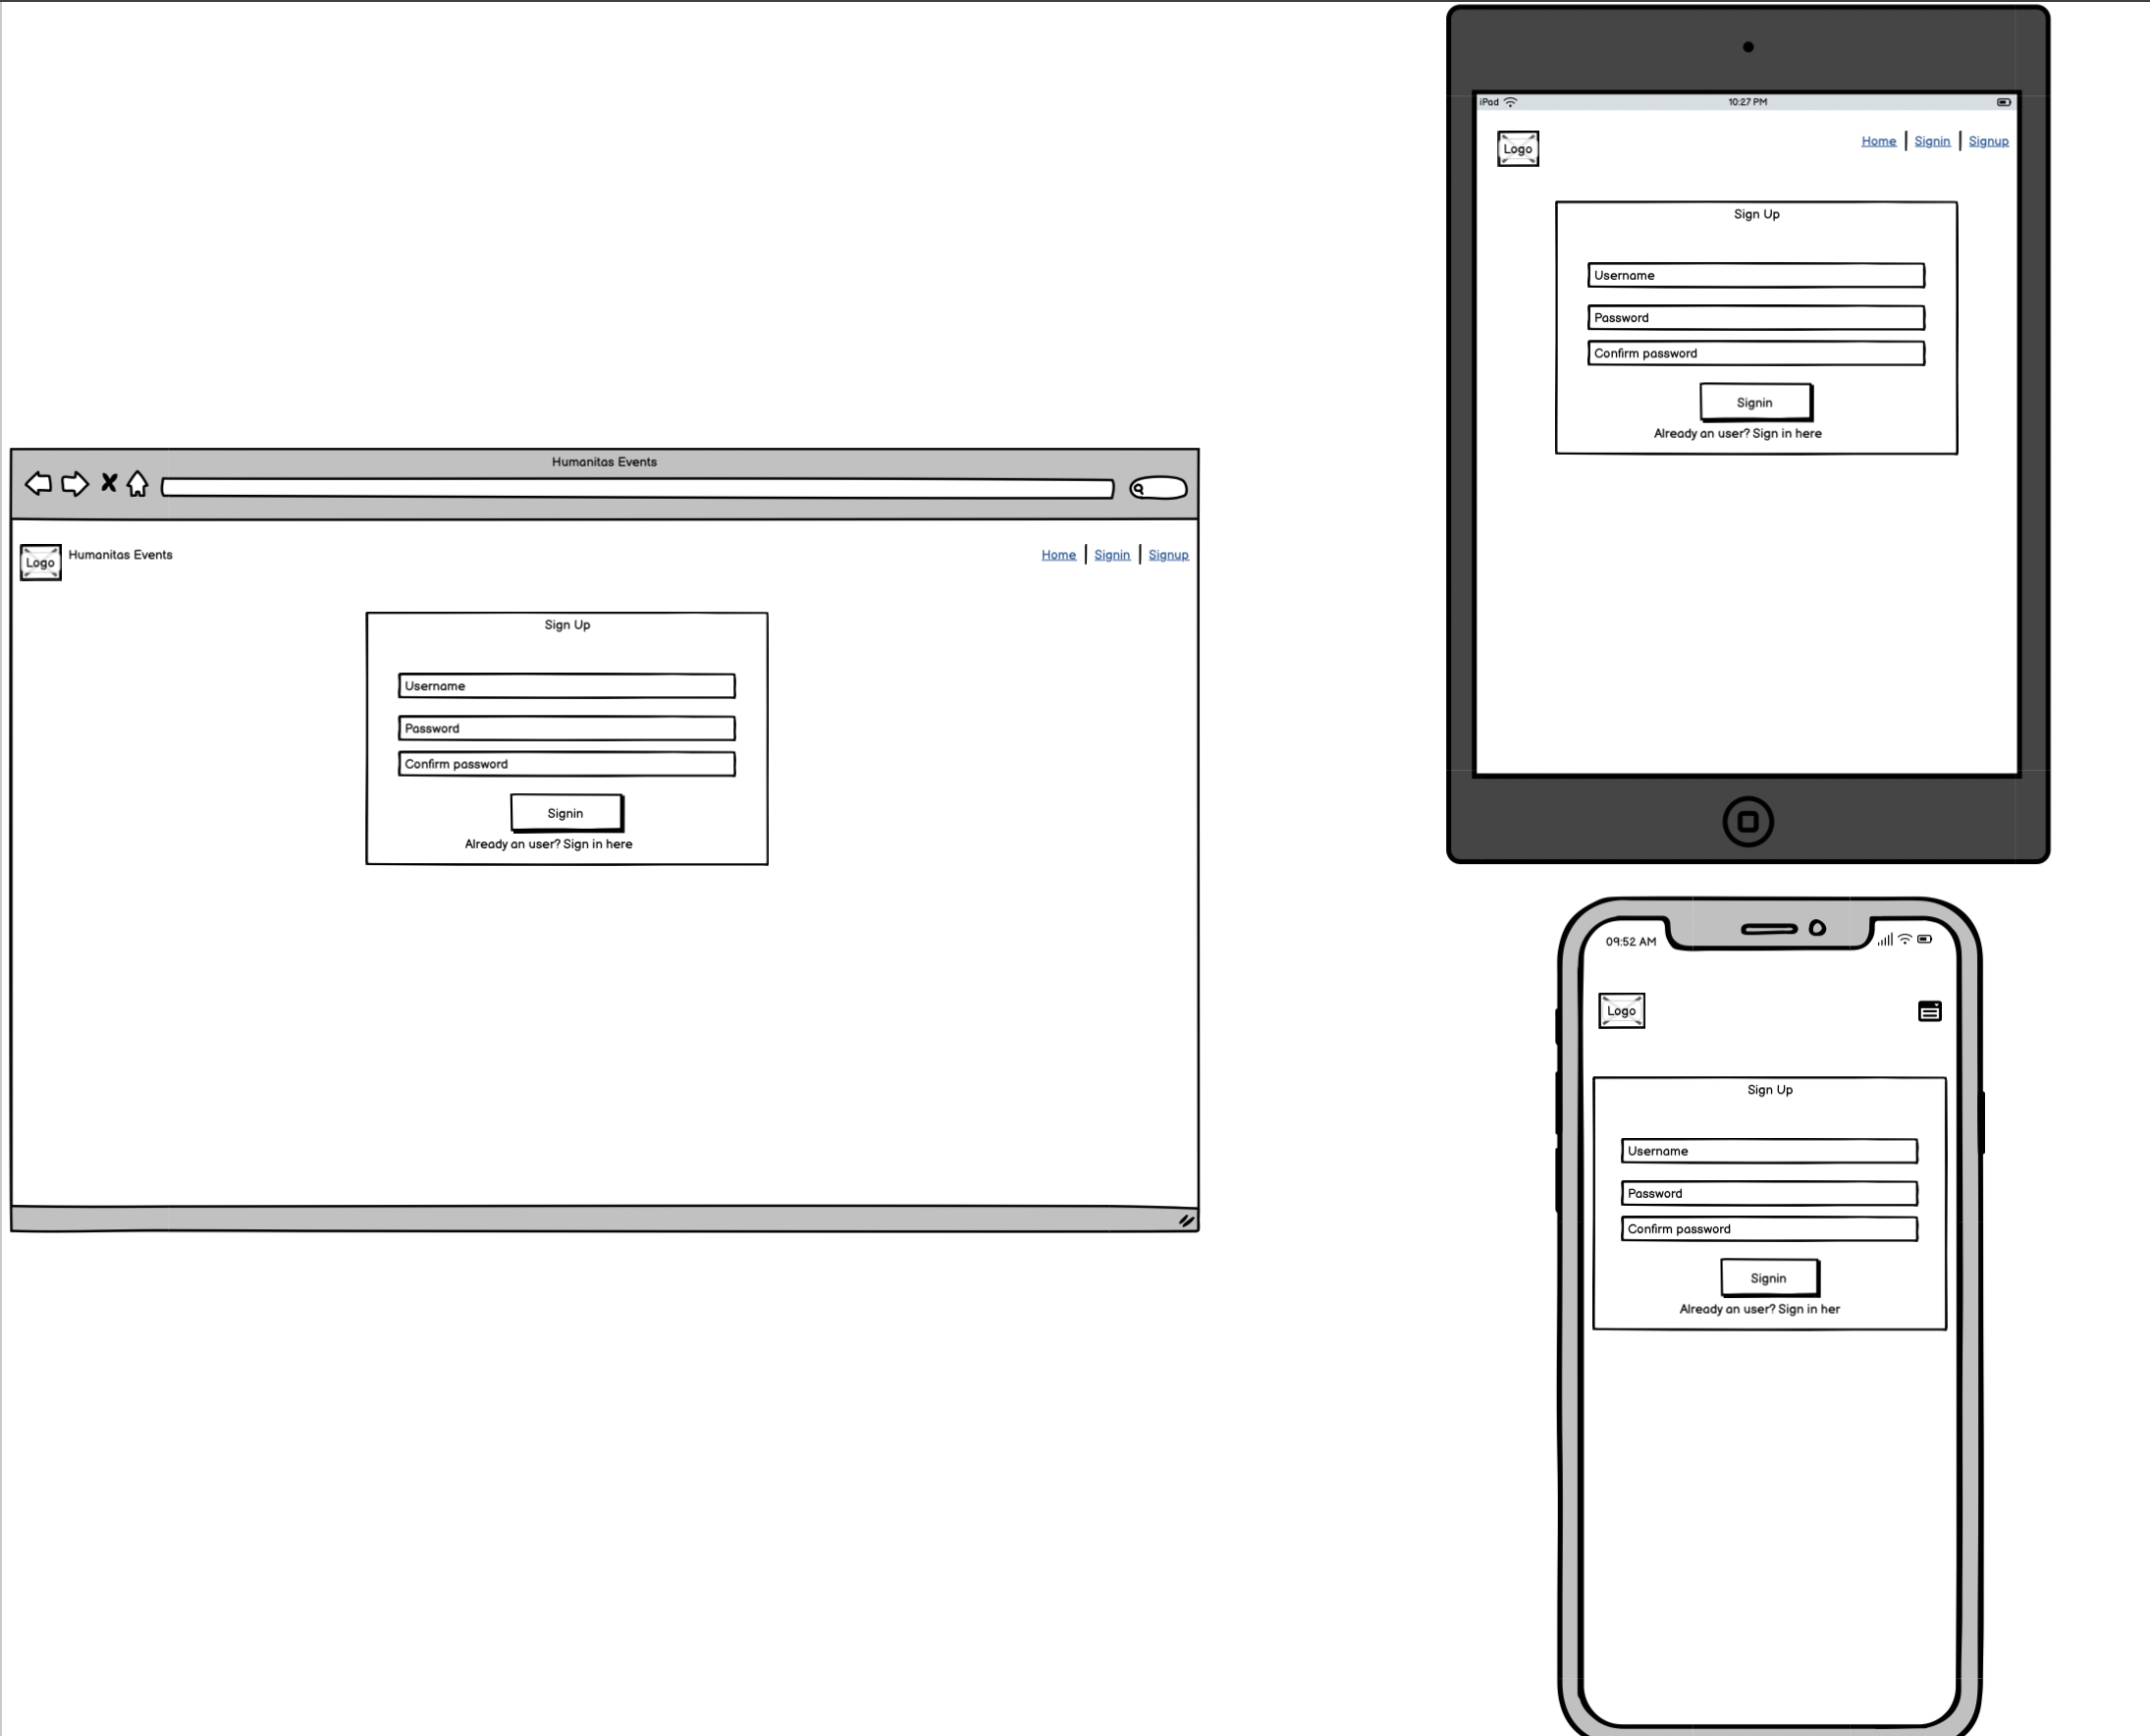 Humanitas Events
Logo
Humanitas Events
Home | Signin | Signup
Sign Up
Username
Password
Confirm password
Signin
Already an user? Sign in here
iPad
10:27 PM
Logo
Home | Signin | Signup
Sign Up
Username
Password
Confirm password
Signin
Already an user? Sign in here
09:52 AM
Logo
Sign Up
Username
Password
Confirm password
Signin
Already an user? Sign in her